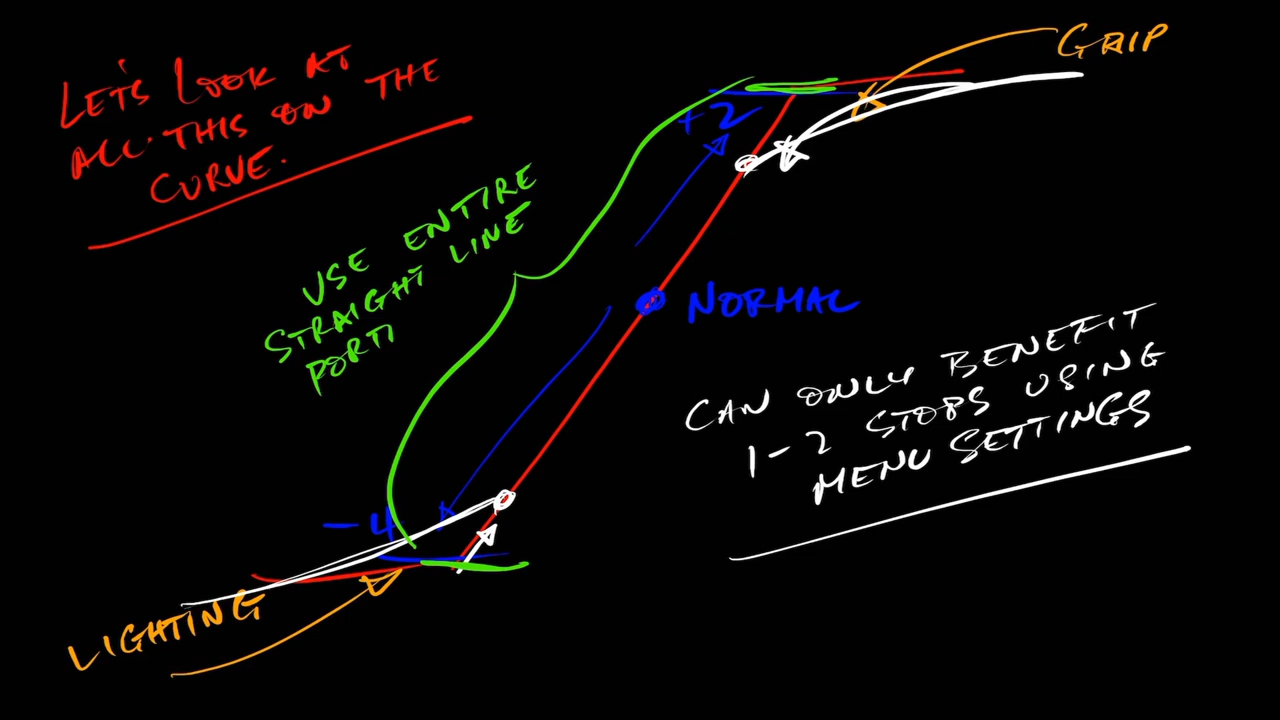 LET'S LOOK AT
ALL THIS ON THE
CURVE.
GRIP
+2
USE ENTIRE
STRAIGHT LINE
PORTI
NORMAL
CAN ONLY BENEFIT
1-2 STOPS USING
MENU SETTINGS
-4
LIGHTING